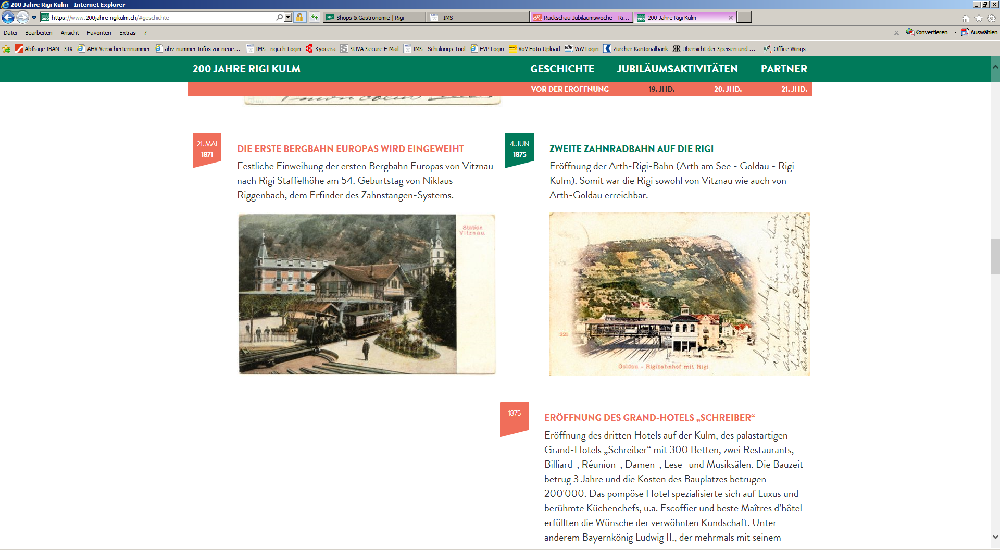 200 Jahre Rigi Kulm - Internet Explorer
https://www.200jahre-rigikulm.ch/#geschichte
Shops & Gastronomie | Rigi
IMS
Rückschau Jubiläumswoche – Ri...
200 Jahre Rigi Kulm
Datei Bearbeiten Ansicht Favoriten Extras ?
Konvertieren Auswählen
Abfrage IBAN - SIX AHV Versichertennummer ahv-nummer Infos zur neue... IMS - rigi.ch-Login Kyocera SUVA Secure E-Mail IMS - Schulungs-Tool FVP Login VöV Foto-Upload VöV Login Zürcher Kantonalbank Übersicht der Speisen und ... Office Wings
200 JAHRE RIGI KULM GESCHICHTE JUBILÄUMSAKTIVITÄTEN PARTNER
VOR DER ERÖFFNUNG 19. JHD. 20. JHD. 21. JHD.
21. MAI
1871
DIE ERSTE BERGBAHN EUROPAS WIRD EINGEWEIHT
Festliche Einweihung der ersten Bergbahn Europas von Vitznau
nach Rigi Staffelhöhe am 54. Geburtstag von Niklaus
Riggenbach, dem Erfinder des Zahnstangen-Systems.
Station
Vitznau.
4. JUN
1875
ZWEITE ZAHNRADBAHN AUF DIE RIGI
Eröffnung der Arth-Rigi-Bahn (Arth am See - Goldau - Rigi
Kulm). Somit war die Rigi sowohl von Vitznau wie auch von
Arth-Goldau erreichbar.
221
Goldau - Rigibahnhof mit Rigi
1875
ERÖFFNUNG DES GRAND-HOTELS „SCHREIBER“
Eröffnung des dritten Hotels auf der Kulm, des palastartigen
Grand-Hotels „Schreiber“ mit 300 Betten, zwei Restaurants,
Billiard-, Réunion-, Damen-, Lese- und Musiksälen. Die Bauzeit
betrug 3 Jahre und die Kosten des Bauplatzes betrugen
200'000. Das pompöse Hotel spezialisierte sich auf Luxus und
berühmte Küchenchefs, u.a. Escoffier und beste Maîtres d’hôtel
erfüllten die Wünsche der verwöhnten Kundschaft. Unter
anderem Bayernkönig Ludwig II., der mehrmals mit seinem